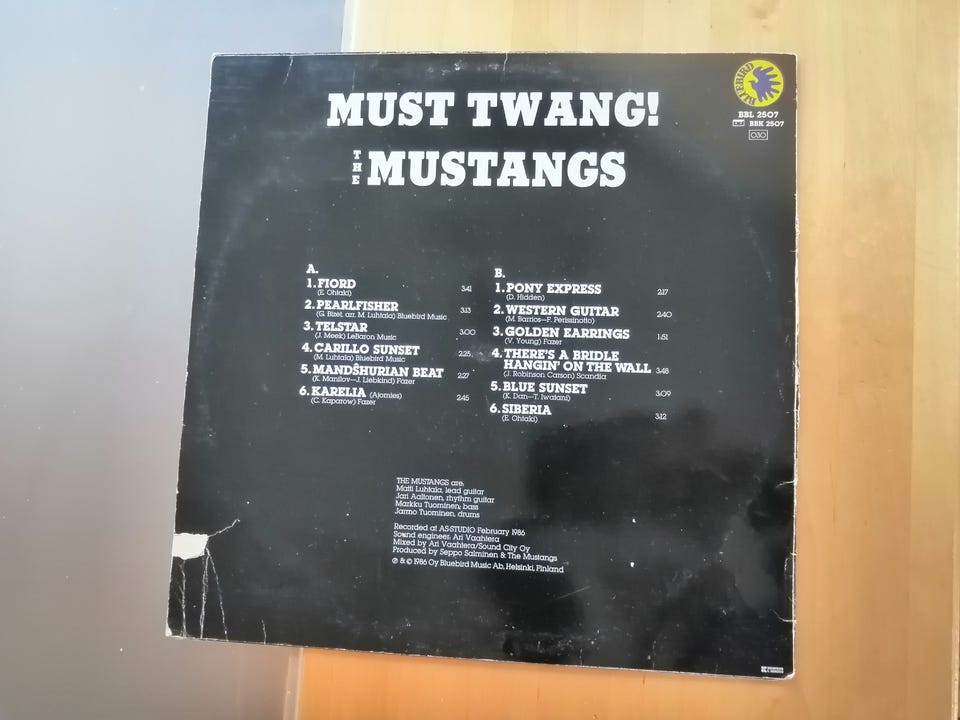 MUST TWANG!
THE MUSTANGS
BLUEBIRD
BBL 2507
BBK 2507
030
A.
1. FIORD 3.41
(E. Ohtaki)
2. PEARLFISHER 3.13
(G. Bizet, arr. M. Luhtala) Bluebird Music
3. TELSTAR 3.00
(J. Meek) LeBaron Music
4. CARILLO SUNSET 2.25
(M. Luhtala) Bluebird Music
5. MANDSHURIAN BEAT 2.27
(K. Manilov—J. Liebkind) Fazer
6. KARELIA (Ajomies) 2.45
(C. Kaparow) Fazer
B.
1. PONY EXPRESS 2.17
(D. Hidden)
2. WESTERN GUITAR 2.40
(M. Barrios—F. Perissinotto)
3. GOLDEN EARRINGS 1.51
(V. Young) Fazer
4. THERE'S A BRIDLE
HANGIN' ON THE WALL 3.48
(J. Robinson Carson) Scandia
5. BLUE SUNSET 3.09
(K. Dan—T. Iwatani)
6. SIBERIA 3.12
(E. Ohtaki)
THE MUSTANGS are:
Matti Luhtala, lead guitar
Jari Aaltonen, rhythm guitar
Markku Tuominen, bass
Jarmo Tuominen, drums
Recorded at AS-STUDIO February 1986
Sound engineer: Ari Vaahtera
Mixed by Ari Vaahtera/Sound City Oy
Produced by Seppo Salminen & The Mustangs
℗ & © 1986 Oy Bluebird Music Ab, Helsinki, Finland